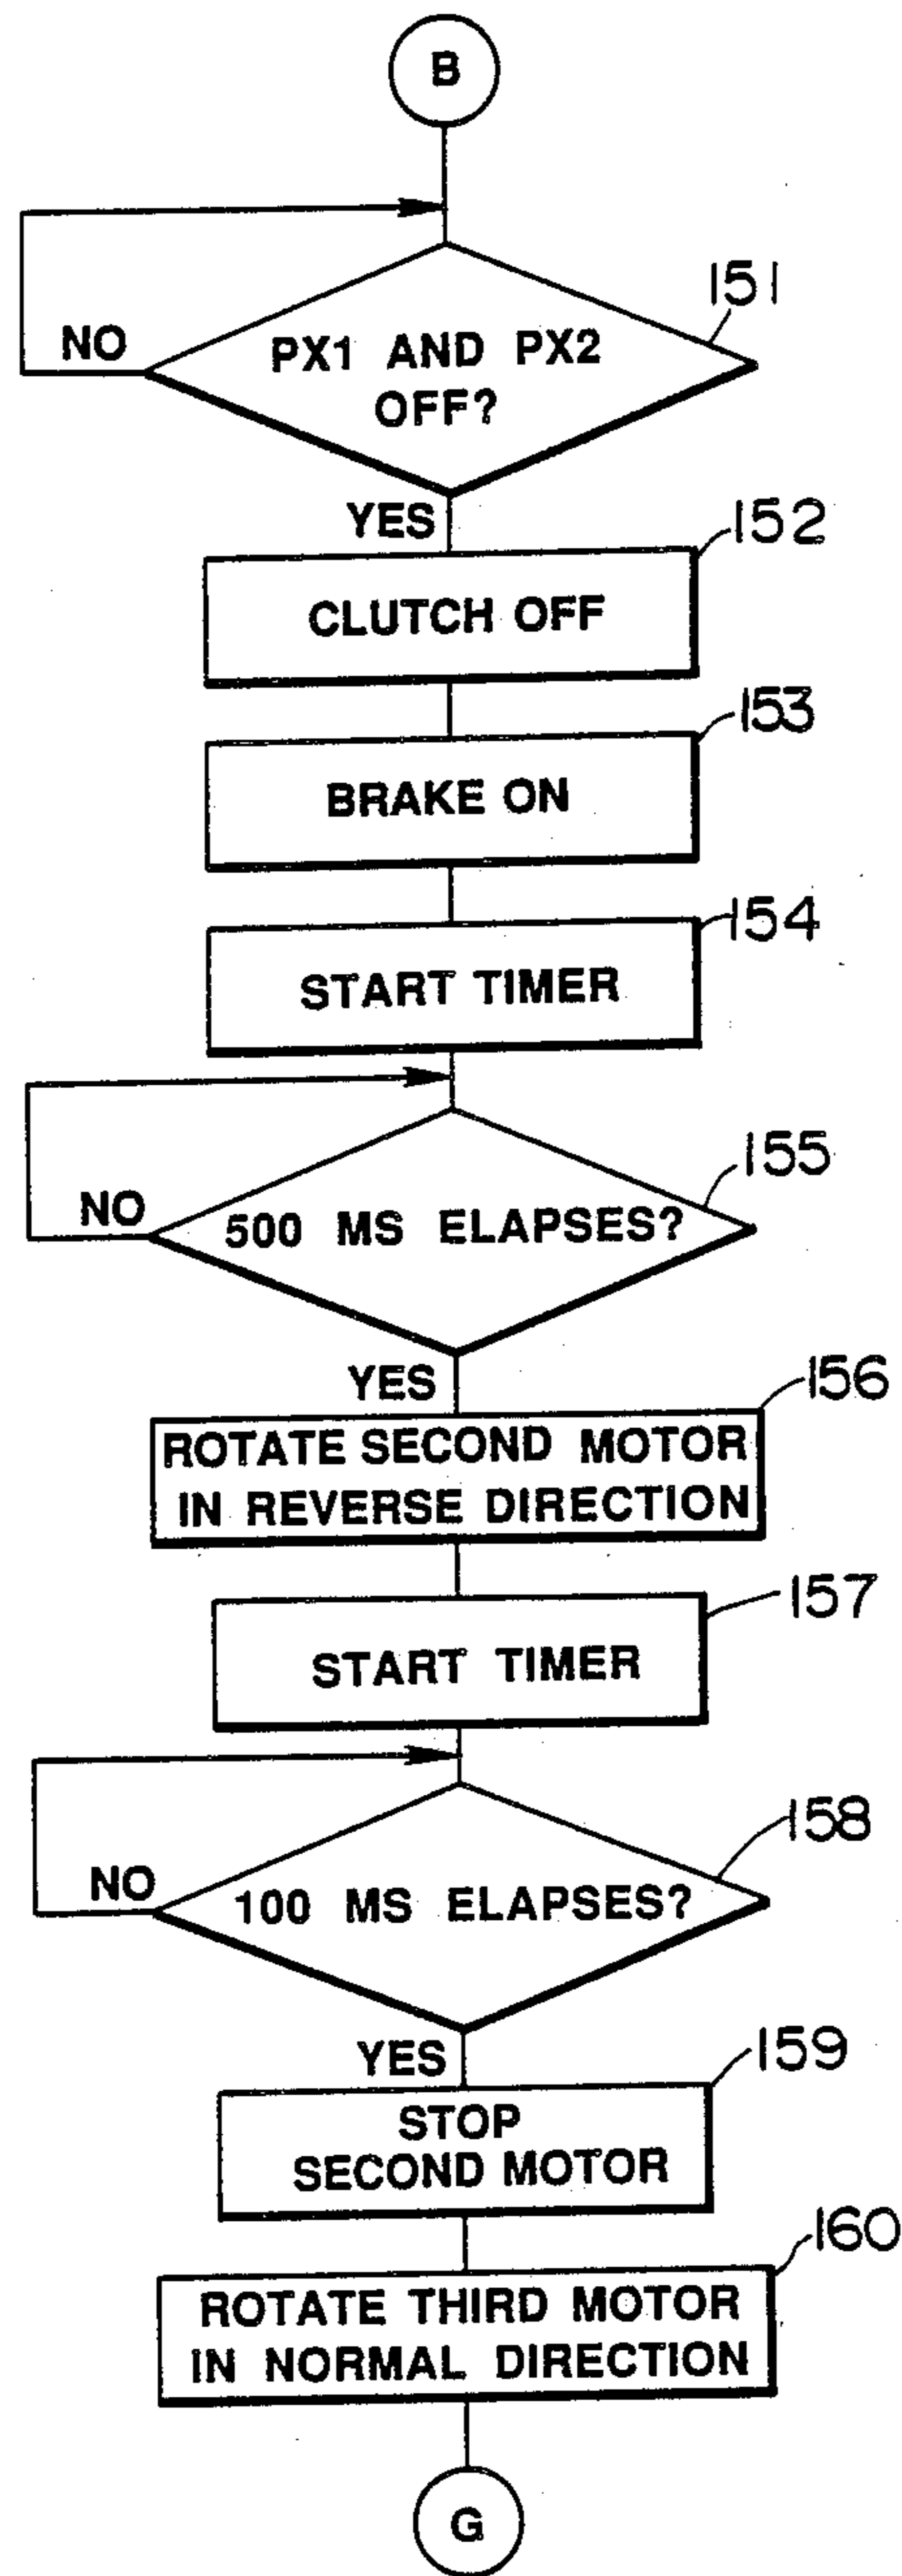 B
151
NO
PX1 AND PX2
OFF?
YES
152
CLUTCH OFF
153
BRAKE ON
154
START TIMER
155
NO
500 MS ELAPSES?
YES
156
ROTATE SECOND MOTOR
IN REVERSE DIRECTION
157
START TIMER
158
NO
100 MS ELAPSES?
YES
159
STOP
SECOND MOTOR
160
ROTATE THIRD MOTOR
IN NORMAL DIRECTION
G